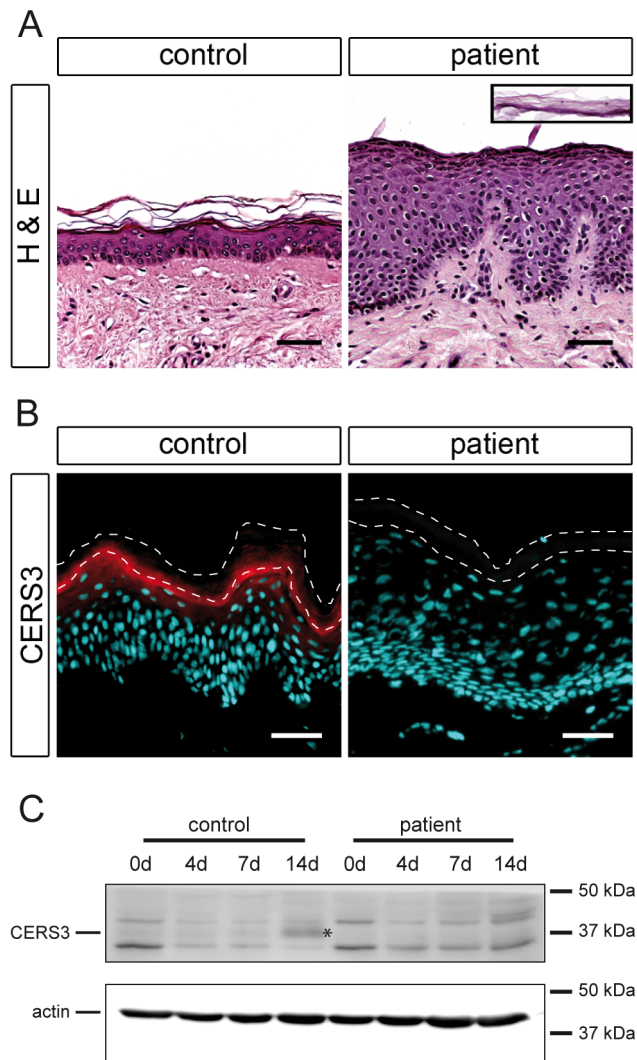 A
control patient
H & E
B
control patient
CERS3
C
control patient
0d 4d 7d 14d 0d 4d 7d 14d
50 kDa
CERS3 * 37 kDa
50 kDa
actin
37 kDa